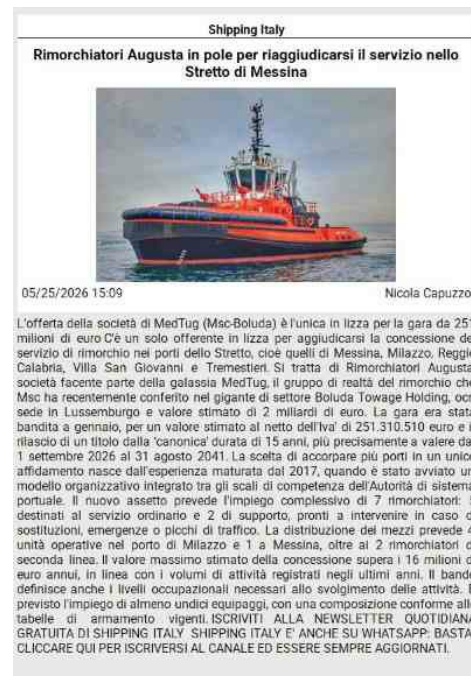 Shipping Italy
Rimorchiatori Augusta in pole per riaggiudicarsi il servizio nello
Stretto di Messina
05/25/2026 15:09
Nicola Capuzzo
L'offerta della società di MedTug (Msc-Boluda) è l'unica in lizza per la gara da 251
milioni di euro C'è un solo offerente in lizza per aggiudicarsi la concessione de
servizio di rimorchio nei porti dello Stretto, cioè quelli di Messina, Milazzo, Reggi
Calabria, Villa San Giovanni e Tremestieri. Si tratta di Rimorchiatori Augusta
società facente parte della galassia MedTug, il gruppo di realtà del rimorchio che
Msc ha recentemente conferito nel gigante di settore Boluda Towage Holding, ocn
sede in Lussemburgo e valore stimato di 2 miliardi di euro. La gara era stata
bandita a gennaio, per un valore stimato al netto dell'Iva' di 251.310.510 euro e i
rilascio di un titolo dalla 'canonica' durata di 15 anni, più precisamente a valere da
1 settembre 2026 al 31 agosto 2041. La scelta di accorpare più porti in un unico
affidamento nasce dall'esperienza maturata dal 2017, quando è stato avviato un
modello organizzativo integrato tra gli scali di competenza dell'Autorità di sistema
portuale. Il nuovo assetto prevede l'impiego complessivo di 7 rimorchiatori:
destinati al servizio ordinario e 2 di supporto, pronti a intervenire in caso d
sostituzioni, emergenze o picchi di traffico. La distribuzione dei mezzi prevede 4
unità operative nel porto di Milazzo e 1 a Messina, oltre ai 2 rimorchiatori d
seconda linea. Il valore massimo stimato della concessione supera i 16 milioni d
euro annui, in linea con i volumi di attività registrati negli ultimi anni. Il band
definisce anche i livelli occupazionali necessari allo svolgimento delle attività.
previsto l'impiego di almeno undici equipaggi, con una composizione conforme all
tabelle di armamento vigenti. ISCRIVITI ALLA NEWSLETTER QUOTIDIANA
GRATUITA DI SHIPPING ITALY SHIPPING ITALY E' ANCHE SU WHATSAPP: BASTA
CLICCARE QUI PER ISCRIVERSI AL CANALE ED ESSERE SEMPRE AGGIORNATI.